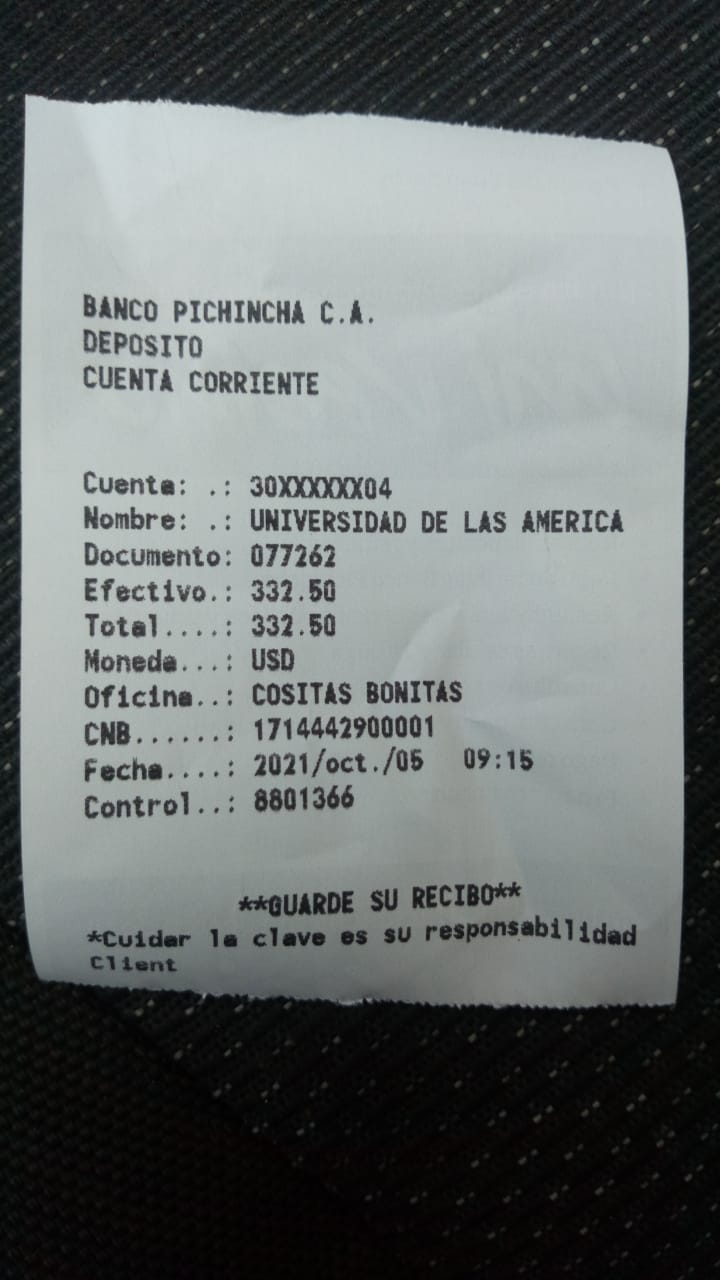 BANCO PICHINCHA C.A.
DEPOSITO
CUENTA CORRIENTE
Cuenta: .: 30XXXXXX04
Nombre: .: UNIVERSIDAD DE LAS AMERICA
Documento: 077262
Efectivo.: 332.50
Total....: 332.50
Moneda...: USD
Oficina..: COSITAS BONITAS
CNB......: 1714442900001
Fecha....: 2021/oct./05 09:15
Control..: 8801366
**GUARDE SU RECIBO**
*Cuidar la clave es su responsabilidad
Client